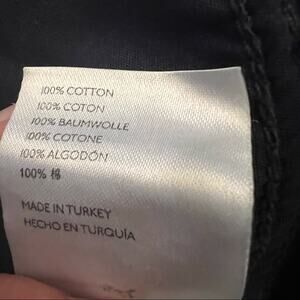 100% COTTON
100% COTON
100% BAUMWOLLE
100% COTONE
100% ALGODÓN
100% 棉
MADE IN TURKEY
HECHO EN TURQUÍA